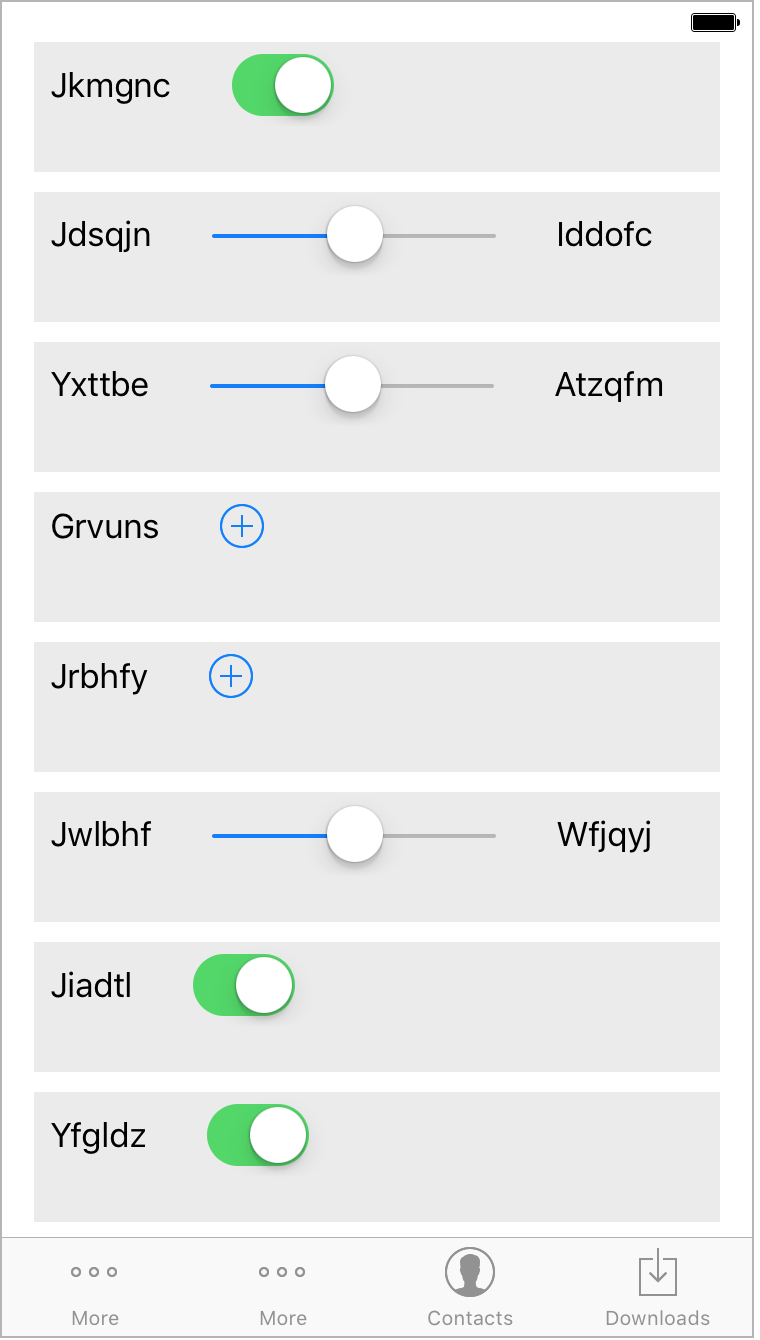 Jkmgnc
Jdsqjn Iddofc
Yxttbe Atzqfm
Grvuns
Jrbhfy
Jwlbhf Wfjqyj
Jiadtl
Yfgldz
More More Contacts Downloads